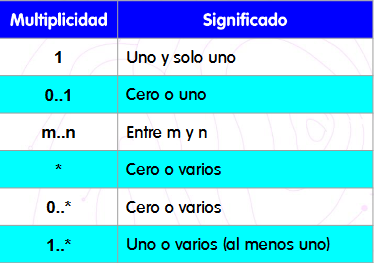 Multiplicidad Significado
1 Uno y solo uno
0..1 Cero o uno
m..n Entre m y n
* Cero o varios
0..* Cero o varios
1..* Uno o varios (al menos uno)